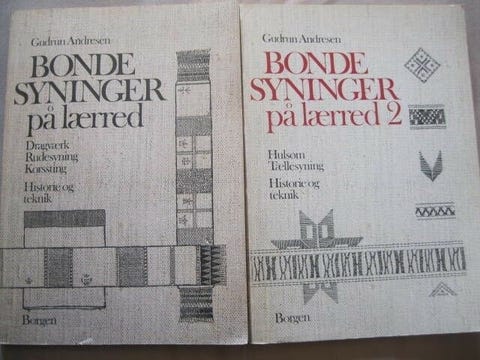 Gudrun Andresen
BONDE
SYNINGER
på lærred
Dragværk
Rudesyning
Korssting
Historie og
teknik
Borgen
Gudrun Andresen
BONDE
SYNINGER
på lærred 2
Hulsøm
Tællesyning
Historie og
teknik
Borgen